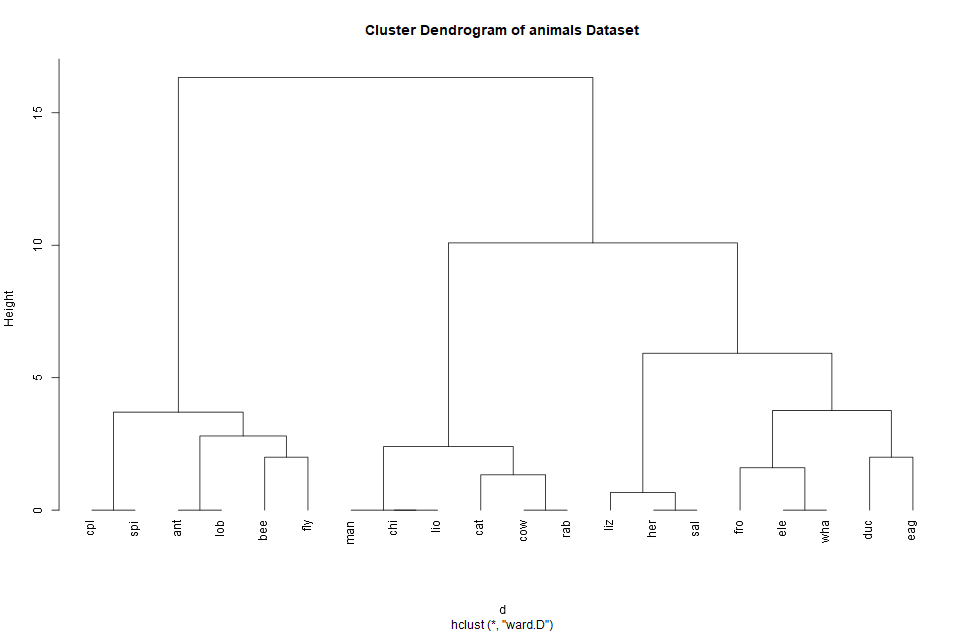 Cluster Dendrogram of animals Dataset
Height
15
10
5
0
cpl
spi
ant
lob
bee
fly
man
chi
lio
cat
cow
rab
liz
her
sal
fro
ele
wha
duc
eag
d
hclust (*, "ward.D")